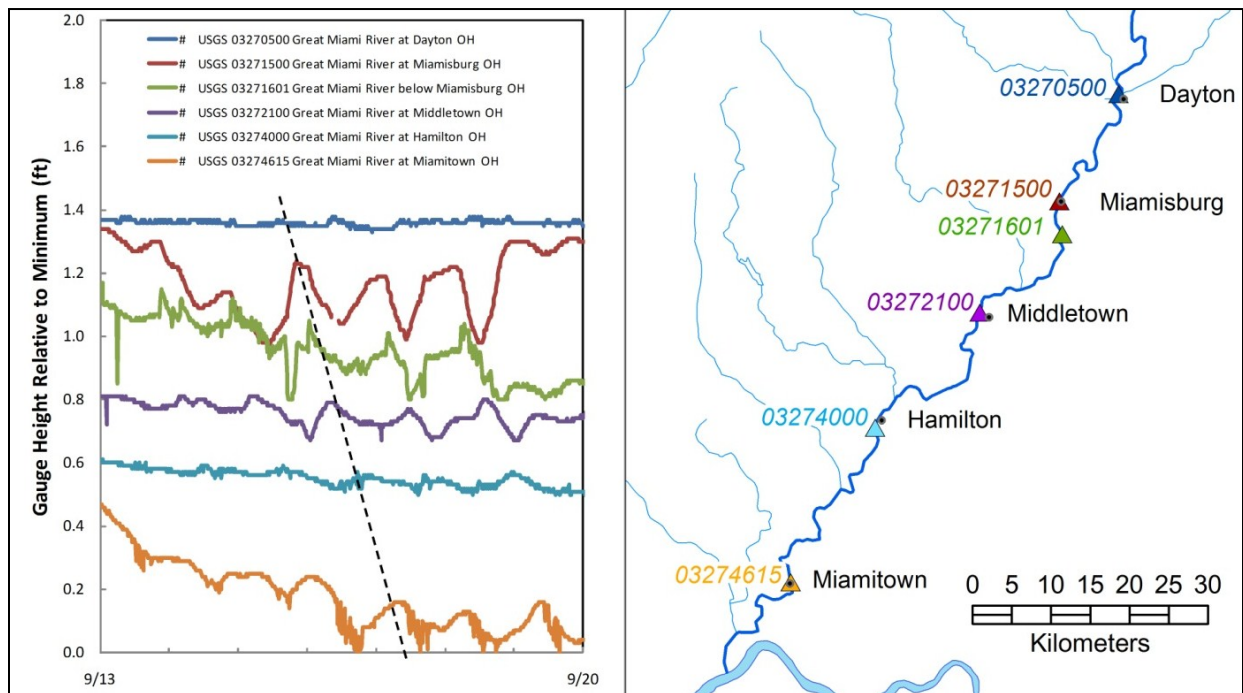 2.0
1.8
1.6
1.4
1.2
1.0
0.8
0.6
0.4
0.2
0.0
Gauge Height Relative to Minimum (ft)
# USGS 03270500 Great Miami River at Dayton OH
# USGS 03271500 Great Miami River at Miamisburg OH
# USGS 03271601 Great Miami River below Miamisburg OH
# USGS 03272100 Great Miami River at Middletown OH
# USGS 03274000 Great Miami River at Hamilton OH
# USGS 03274615 Great Miami River at Miamitown OH
9/13
9/20
03270500
Dayton
03271500
Miamisburg
03271601
03272100
Middletown
03274000
Hamilton
03274615
Miamitown
0 5 10 15 20 25 30
Kilometers